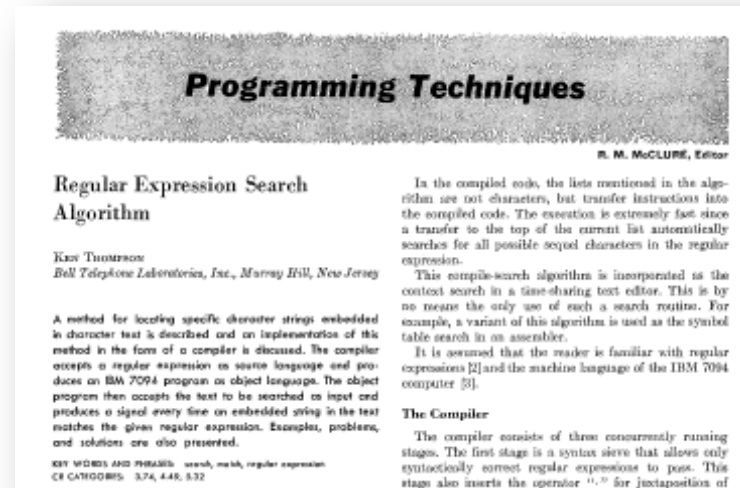 Programming Techniques
R. M. McCLURE, Editor
Regular Expression Search
Algorithm
KEN THOMPSON
Bell Telephone Laboratories, Inc., Murray Hill, New Jersey
A method for locating specific character strings embedded
in character text is described and an implementation of this
method in the form of a compiler is discussed. The compiler
accepts a regular expression as source language and pro-
duces an IBM 7094 program as object language. The object
program then accepts the text to be searched as input and
produces a signal every time an embedded string in the text
matches the given regular expression. Examples, problems,
and solutions are also presented.
KEY WORDS AND PHRASES: search, match, regular expression
CR CATEGORIES: 3.74, 4.49, 5.32
In the compiled code, the lists mentioned in the algo-
rithm are not characters, but transfer instructions into
the compiled code. The execution is extremely fast since
a transfer to the top of the current list automatically
searches for all possible sequel characters in the regular
expression.
This compile-search algorithm is incorporated as the
context search in a time-sharing text editor. This is by
no means the only use of such a search routine. For
example, a variant of this algorithm is used as the symbol
table search in an assembler.
It is assumed that the reader is familiar with regular
expressions [2] and the machine language of the IBM 7094
computer [3].
The Compiler
The compiler consists of three concurrently running
stages. The first stage is a syntax sieve that allows only
syntactically correct regular expressions to pass. This
stage also inserts the operator "·" for juxtaposition of